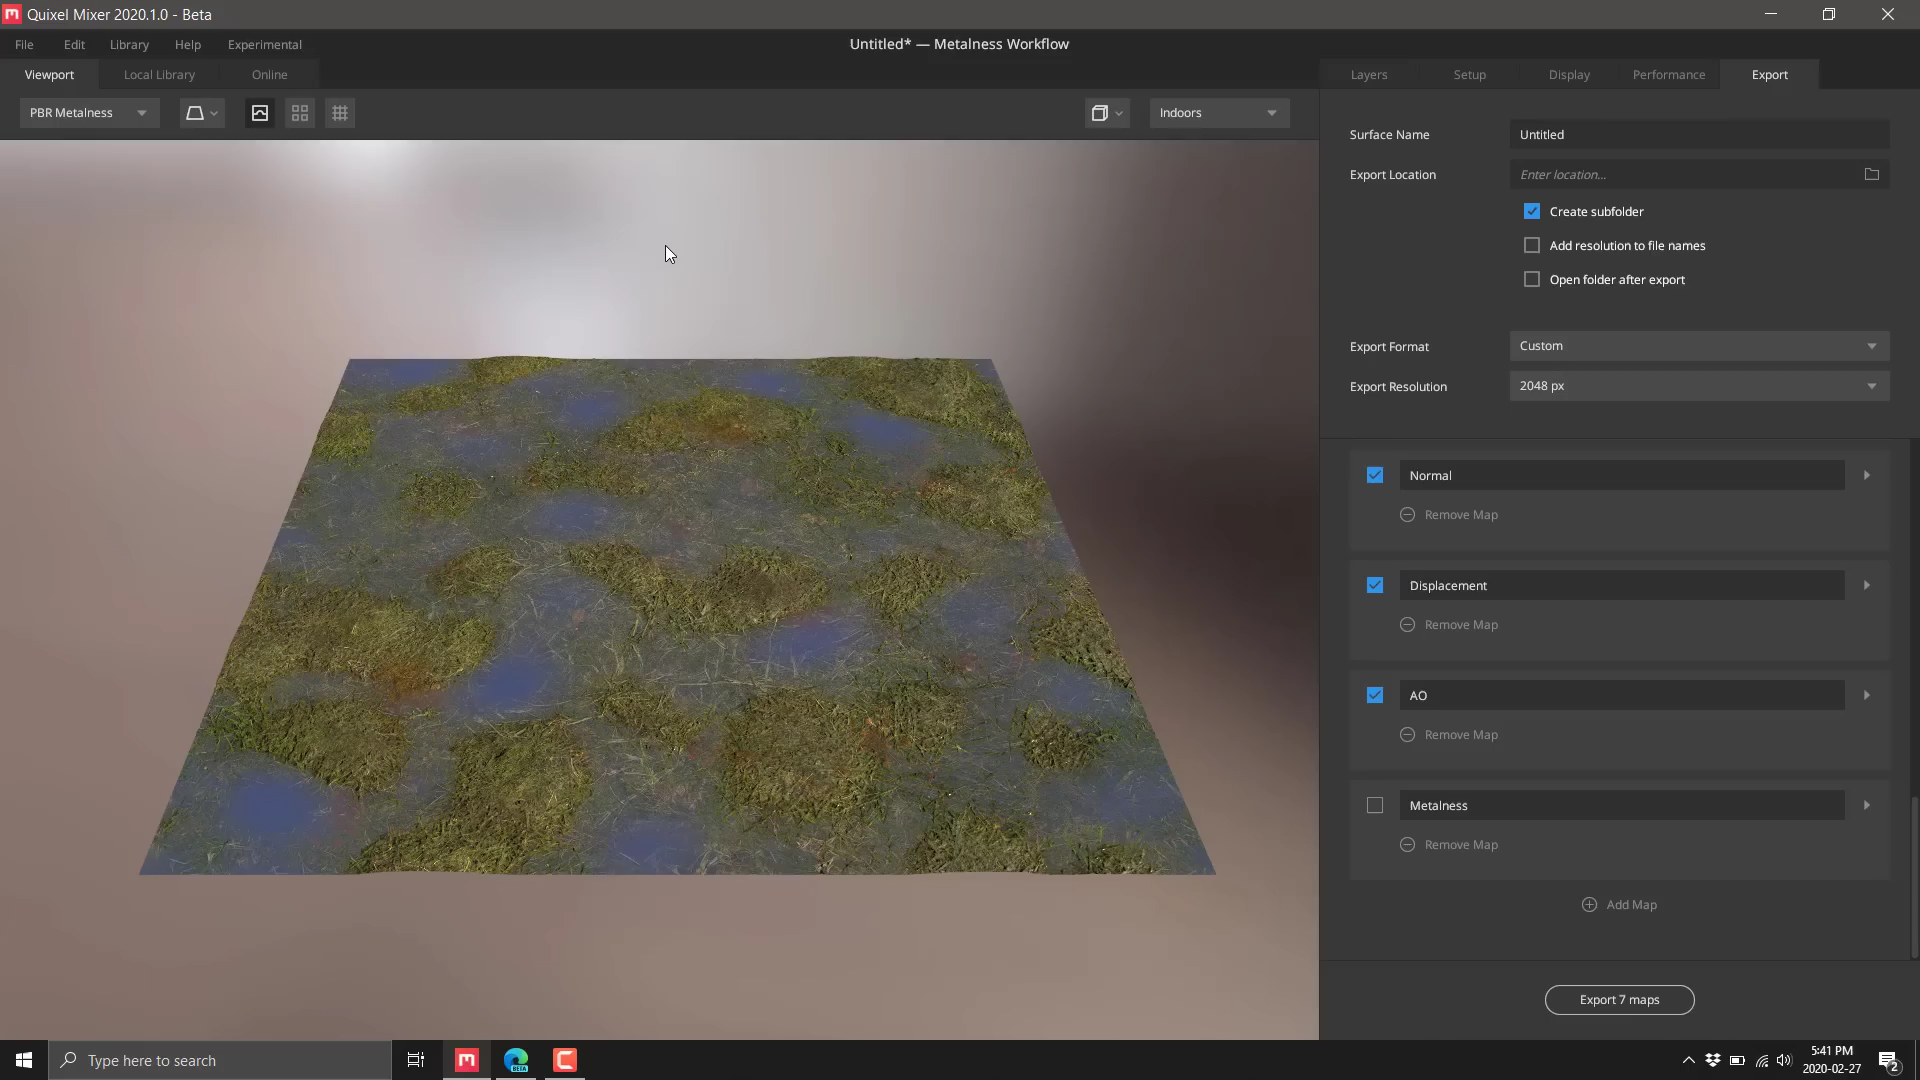 Quixel Mixer 2020.1.0 - Beta
File Edit Library Help Experimental
Untitled* — Metalness Workflow
Viewport Local Library Online
Layers Setup Display Performance Export
PBR Metalness
Indoors
Surface Name Untitled
Export Location Enter location...
Create subfolder
Add resolution to file names
Open folder after export
Export Format Custom
Export Resolution 2048 px
Normal
Remove Map
Displacement
Remove Map
AO
Remove Map
Metalness
Remove Map
Add Map
Export 7 maps
Type here to search
BETA
5:41 PM
2020-02-27
2